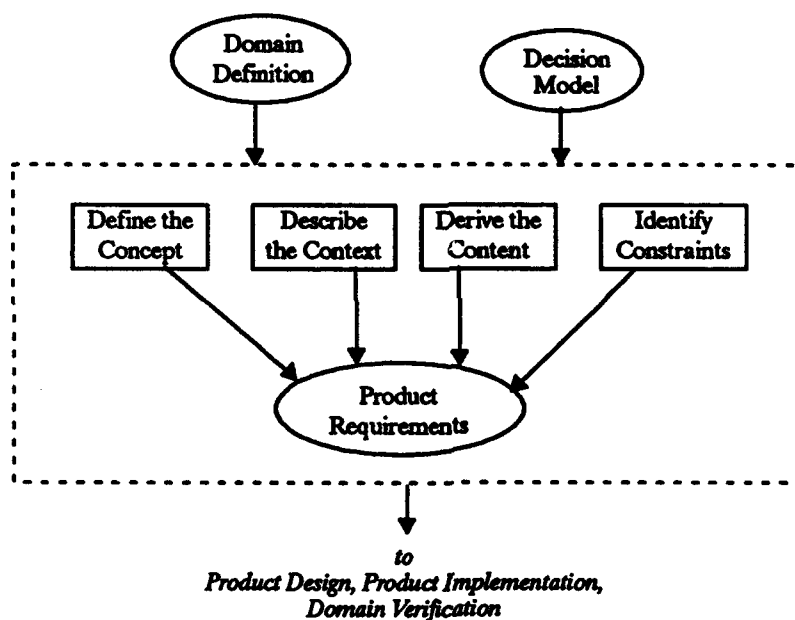 Domain
Definition
Decision
Model
Define the
Concept
Describe
the Context
Derive the
Content
Identify
Constraints
Product
Requirements
to
Product Design, Product Implementation,
Domain Verification